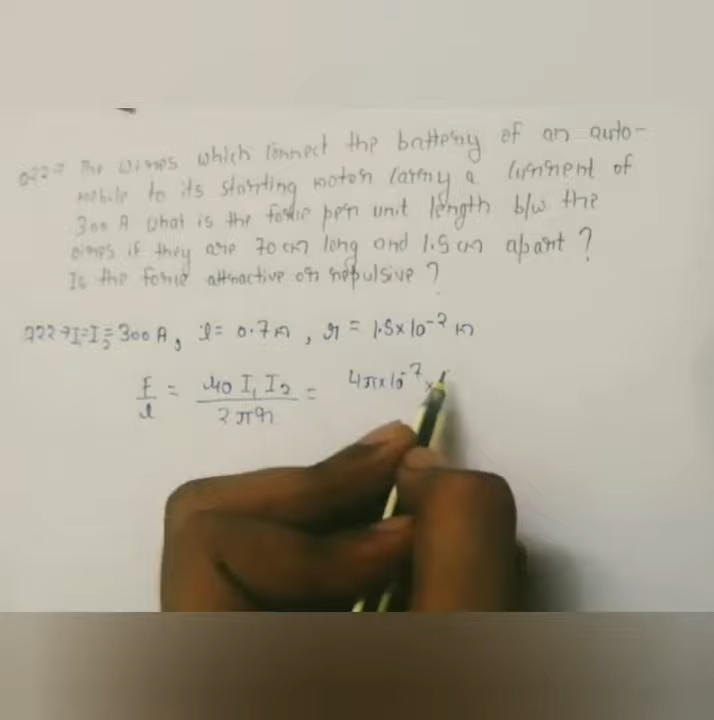 Q22→ The wires which connect the battery of an auto-
mobile to its starting motor carry a current of
300 A what is the force per unit length b/w the
wires if they are 70 cm long and 1.5 cm apart ?
Is the force attractive or repulsive ?
I₁=I₂=300 A, l= 0.7m , r = 1.5×10⁻² m
F/l = μ0 I₁ I₂ / 2πr = 4π×10⁻⁷ ×